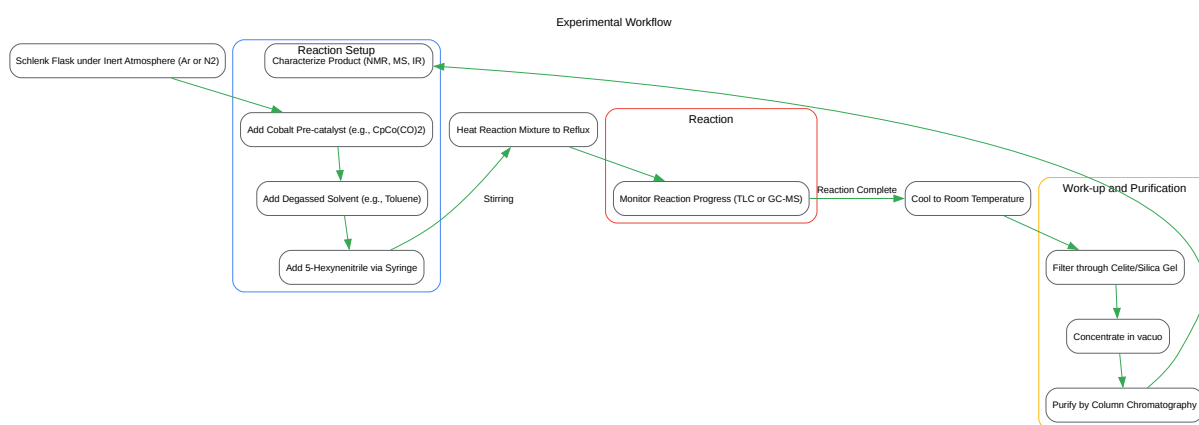 Experimental Workflow
Schlenk Flask under Inert Atmosphere (Ar or N2)
Reaction Setup
Characterize Product (NMR, MS, IR)
Add Cobalt Pre-catalyst (e.g., CpCo(CO)2)
Add Degassed Solvent (e.g., Toluene)
Add 5-Hexynenitrile via Syringe
Stirring
Heat Reaction Mixture to Reflux
Reaction
Monitor Reaction Progress (TLC or GC-MS)
Reaction Complete
Cool to Room Temperature
Work-up and Purification
Filter through Celite/Silica Gel
Concentrate in vacuo
Purify by Column Chromatography